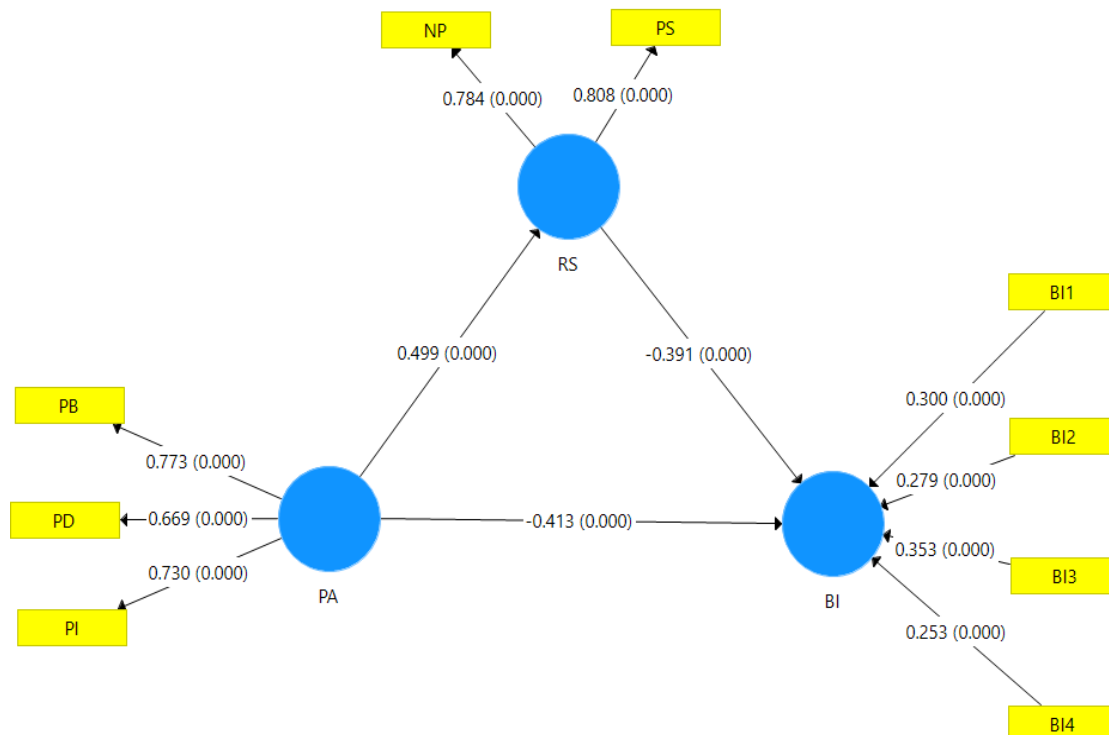 NP
PS
0.784 (0.000)
0.808 (0.000)
RS
BI1
0.499 (0.000)
-0.391 (0.000)
0.300 (0.000)
PB
BI2
0.773 (0.000)
0.279 (0.000)
PD
0.669 (0.000)
-0.413 (0.000)
0.353 (0.000)
BI3
0.730 (0.000)
PA
BI
PI
0.253 (0.000)
BI4